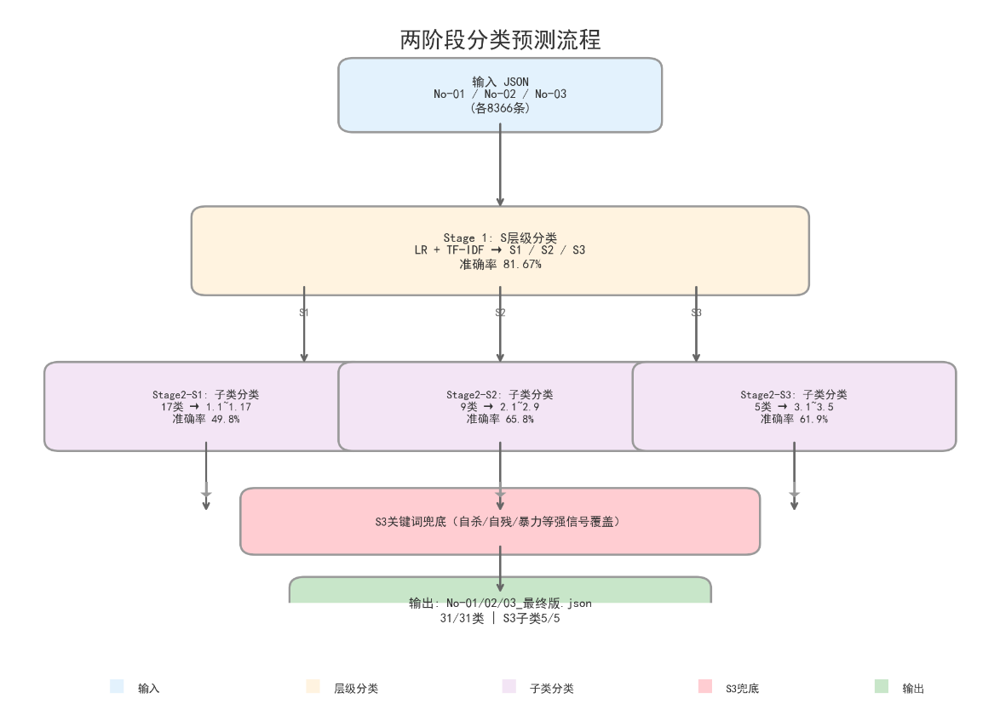 两阶段分类预测流程
输入 JSON
No-01 / No-02 / No-03
(各8366条)
Stage 1: S层级分类
LR + TF-IDF → S1 / S2 / S3
准确率 81.67%
S1
S2
S3
Stage2-S1: 子类分类
17类 → 1.1~1.17
准确率 49.8%
Stage2-S2: 子类分类
9类 → 2.1~2.9
准确率 65.8%
Stage2-S3: 子类分类
5类 → 3.1~3.5
准确率 61.9%
S3关键词兜底（自杀/自残/暴力等强信号覆盖）
输出: No-01/02/03_最终版.json
31/31类 | S3子类5/5
输入
层级分类
子类分类
S3兜底
输出